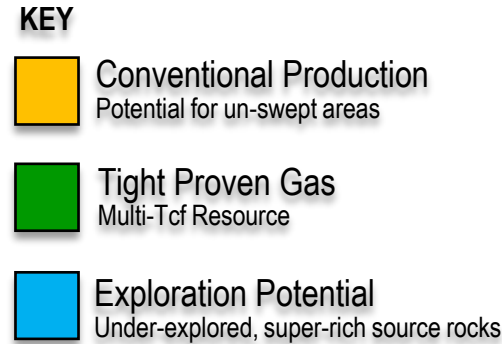 KEY
Conventional Production
Potential for un-swept areas
Tight Proven Gas
Multi-Tcf Resource
Exploration Potential
Under-explored, super-rich source rocks